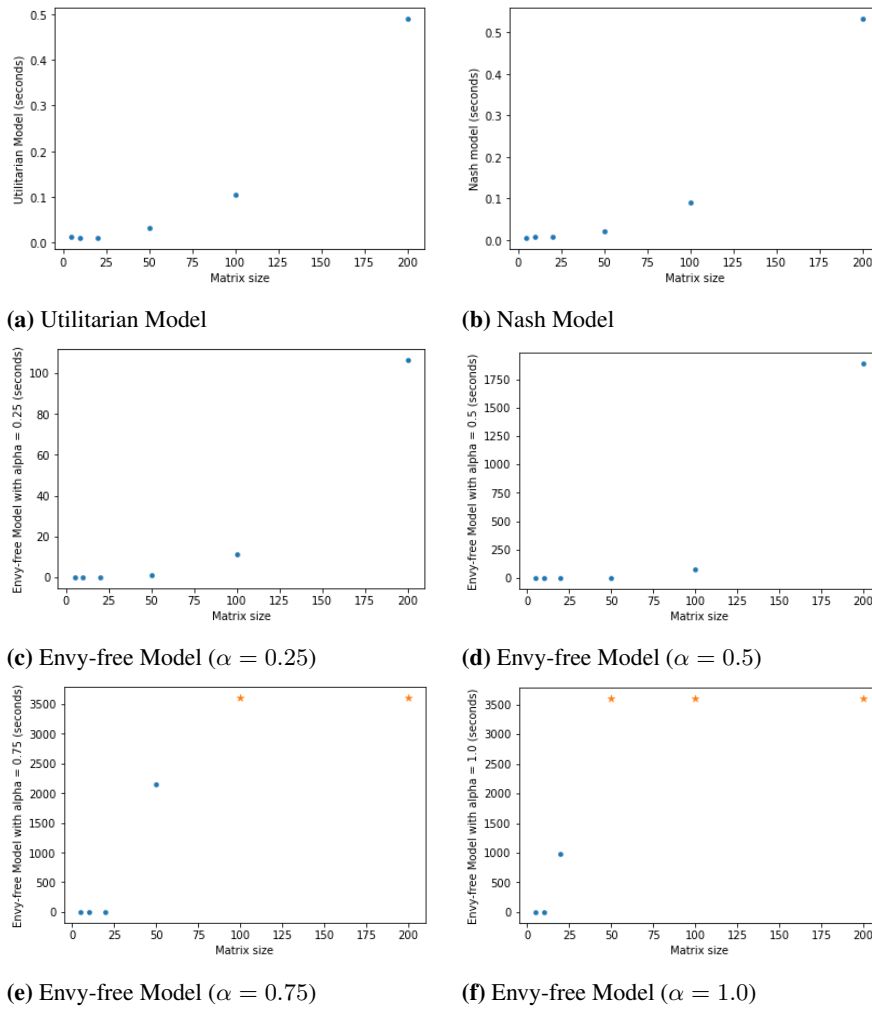 0.5
0.4
0.3
0.2
0.1
0.0
Utilitarian Model (seconds)
0 25 50 75 100 125 150 175 200
Matrix size
(a) Utilitarian Model
0.5
0.4
0.3
0.2
0.1
0.0
Nash model (seconds)
0 25 50 75 100 125 150 175 200
Matrix size
(b) Nash Model
100
80
60
40
20
0
Envy-free Model with alpha = 0.25 (seconds)
0 25 50 75 100 125 150 175 200
Matrix size
(c) Envy-free Model (α = 0.25)
1750
1500
1250
1000
750
500
250
0
Envy-free Model with alpha = 0.5 (seconds)
0 25 50 75 100 125 150 175 200
Matrix size
(d) Envy-free Model (α = 0.5)
3500
3000
2500
2000
1500
1000
500
0
Envy-free Model with alpha = 0.75 (seconds)
0 25 50 75 100 125 150 175 200
Matrix size
(e) Envy-free Model (α = 0.75)
3500
3000
2500
2000
1500
1000
500
0
Envy-free Model with alpha = 1.0 (seconds)
0 25 50 75 100 125 150 175 200
Matrix size
(f) Envy-free Model (α = 1.0)